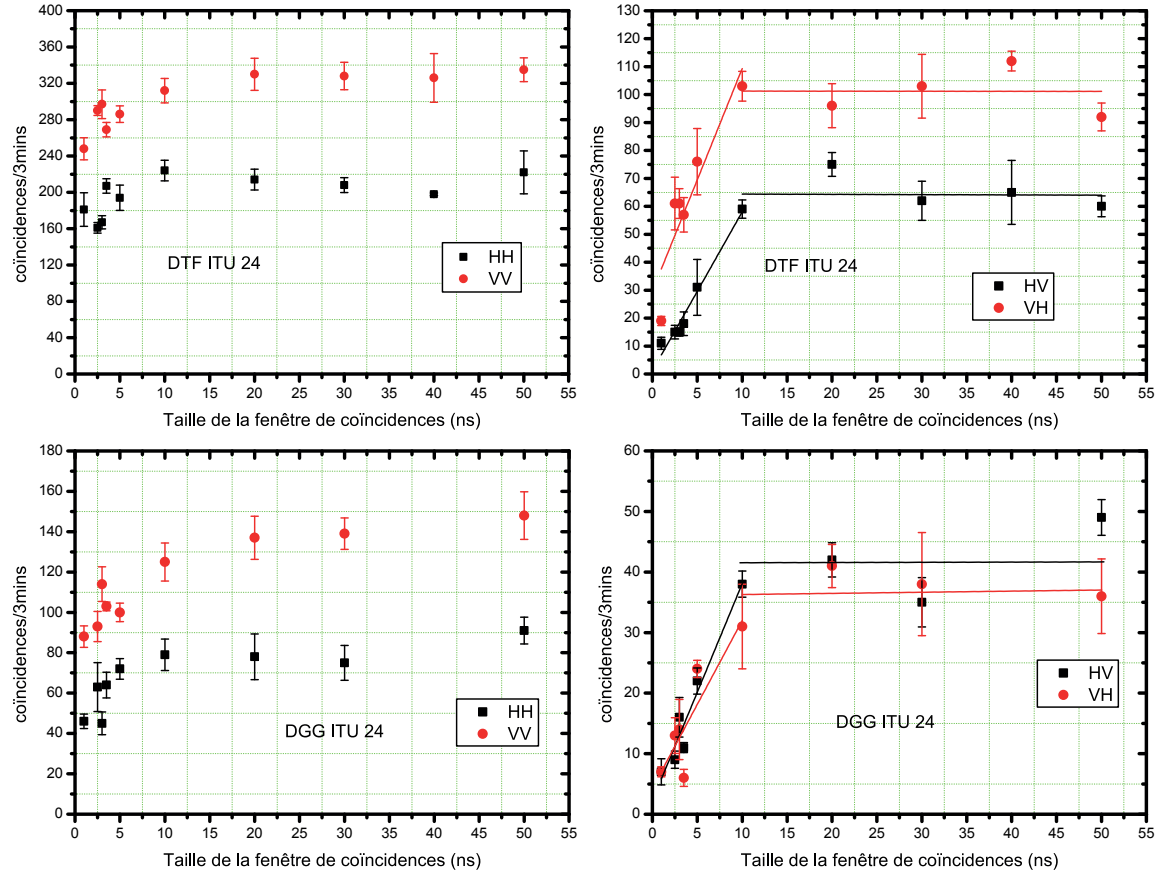 400
360
320
280
240
200
160
120
80
40
0
coïncidences/3mins
DTF ITU 24
HH
VV
0 5 10 15 20 25 30 35 40 45 50 55
Taille de la fenêtre de coïncidences (ns)
130
120
110
100
90
80
70
60
50
40
30
20
10
0
coïncidences/3mins
DTF ITU 24
HV
VH
0 5 10 15 20 25 30 35 40 45 50 55
Taille de la fenêtre de coïncidences (ns)
180
160
140
120
100
80
60
40
20
0
coïncidences/3mins
DGG ITU 24
HH
VV
0 5 10 15 20 25 30 35 40 45 50 55
Taille de la fenêtre de coïncidences (ns)
60
50
40
30
20
10
0
coïncidences/3mins
DGG ITU 24
HV
VH
0 5 10 15 20 25 30 35 40 45 50 55
Taille de la fenêtre de coïncidences (ns)